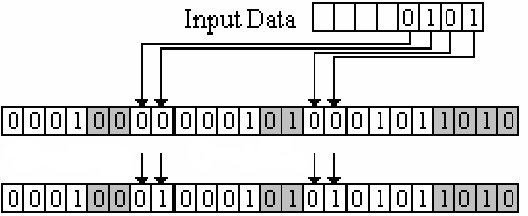 Input Data 0 1 0 1
0 0 0 1 0 0 0 0 0 0 0 1 0 1 0 0 0 1 0 1 1 0 1 0
0 0 0 1 0 0 0 1 0 0 0 1 0 1 0 1 0 1 0 1 1 0 1 0